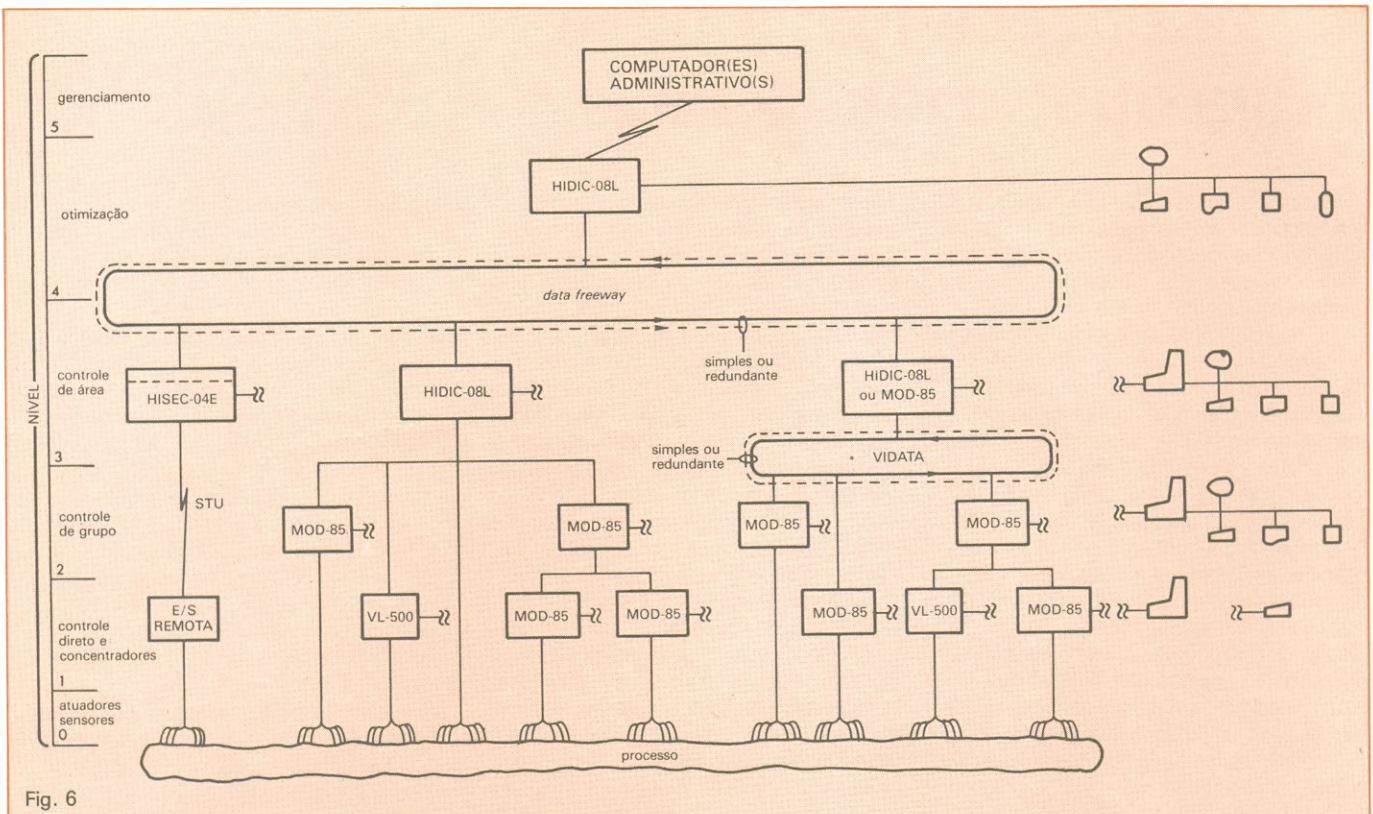 COMPUTADOR(ES)
ADMINISTRATIVO(S)
gerenciamento
5
HIDIC-08L
otimização
4
data freeway
simples ou
redundante
controle
de área
HISEC-04E
HIDIC-08L
HIDIC-08L
ou MOD-85
NÍVEL
simples ou
redundante
VIDATA
3
STU
controle
de grupo
MOD-85
MOD-85
MOD-85
MOD-85
2
E/S
REMOTA
VL-500
MOD-85
MOD-85
MOD-85
VL-500
MOD-85
controle
direto e
concentradores
1
atuadores
sensores
0
processo
Fig. 6